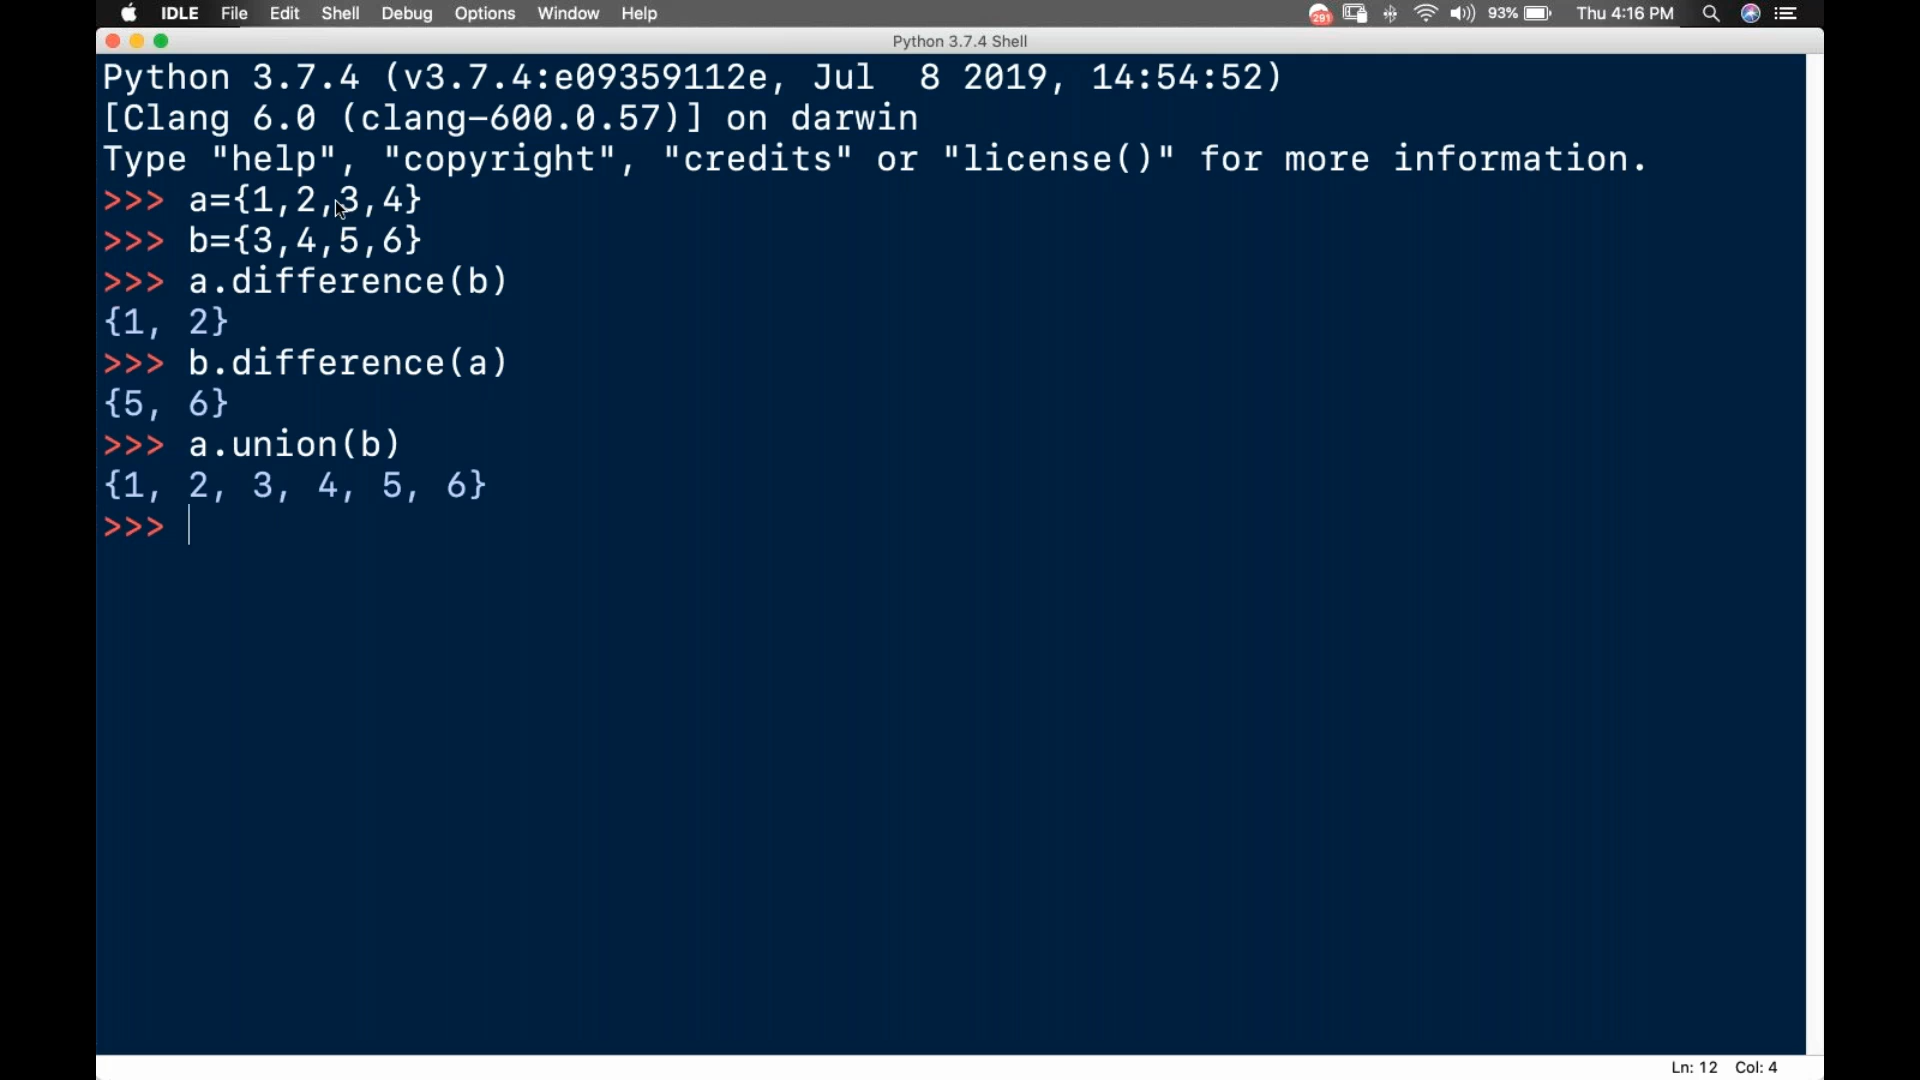 IDLE File Edit Shell Debug Options Window Help 291 93% Thu 4:16 PM
Python 3.7.4 Shell
Python 3.7.4 (v3.7.4:e09359112e, Jul  8 2019, 14:54:52)
[Clang 6.0 (clang-600.0.57)] on darwin
Type "help", "copyright", "credits" or "license()" for more information.
>>> a={1,2,3,4}
>>> b={3,4,5,6}
>>> a.difference(b)
{1, 2}
>>> b.difference(a)
{5, 6}
>>> a.union(b)
{1, 2, 3, 4, 5, 6}
>>>
Ln: 12 Col: 4